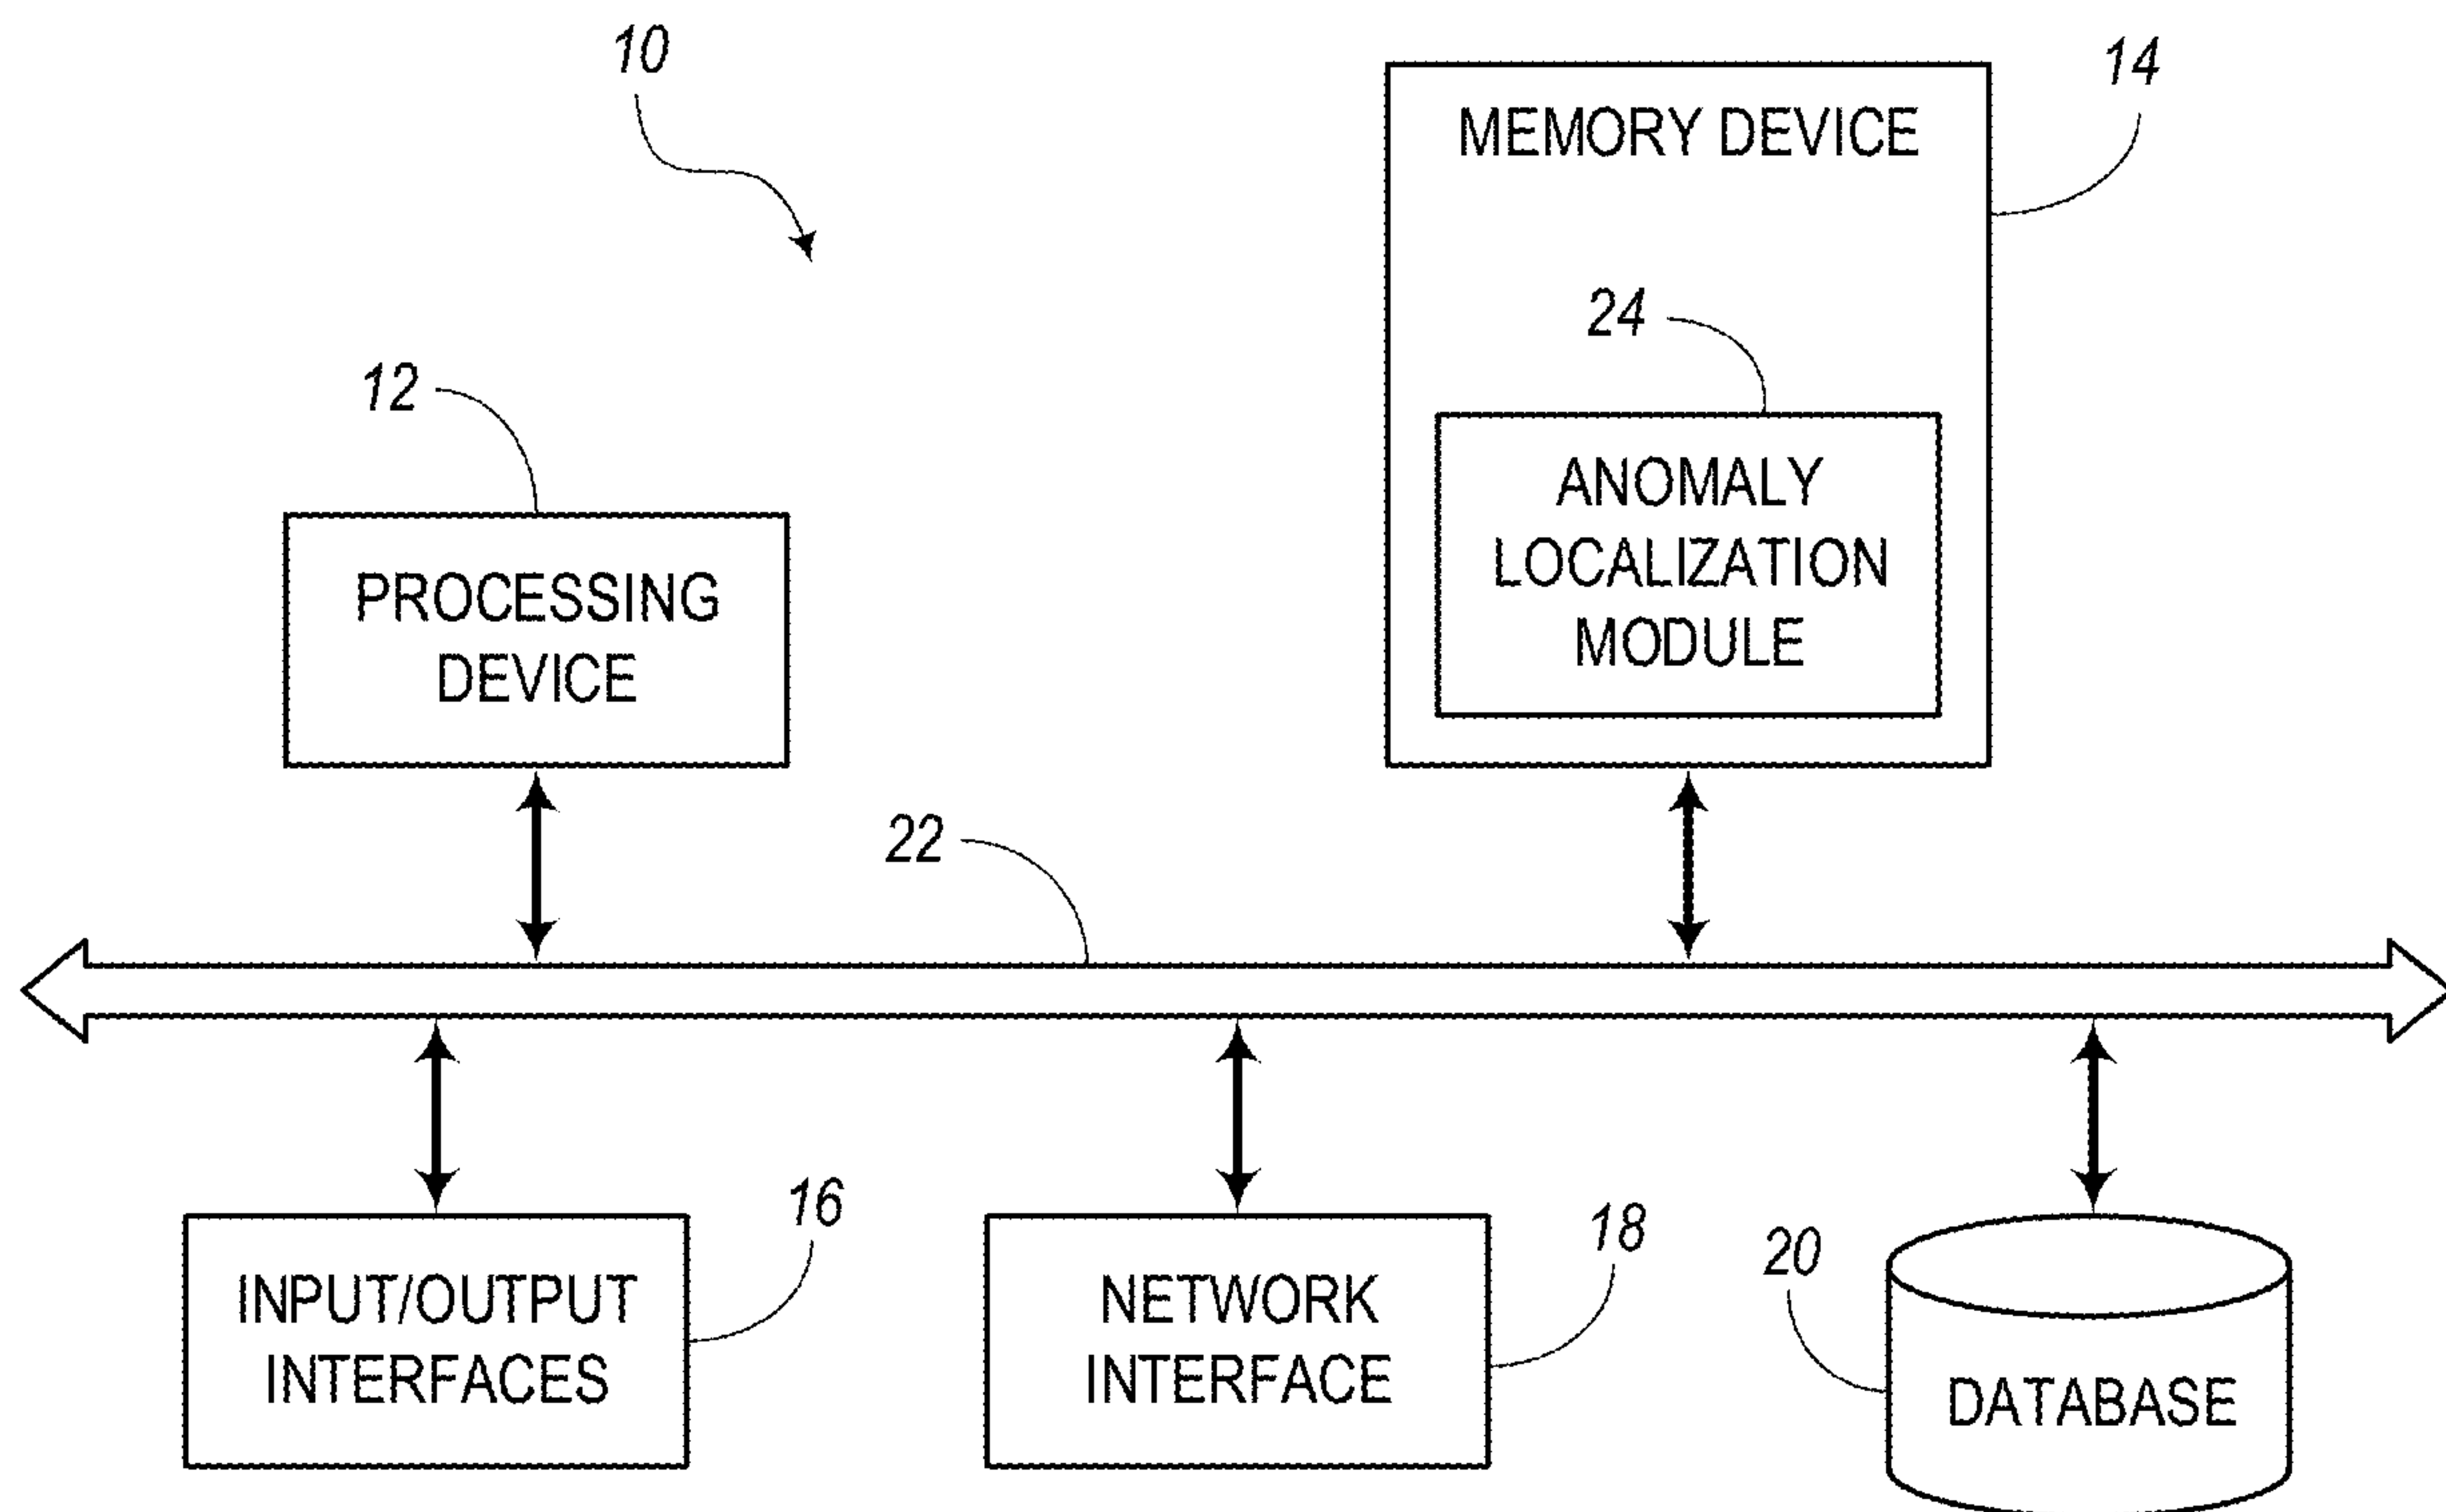 10
14
MEMORY DEVICE
24
12
ANOMALY
LOCALIZATION
MODULE
PROCESSING
DEVICE
22
16
18
20
INPUT/OUTPUT
INTERFACES
NETWORK
INTERFACE
DATABASE